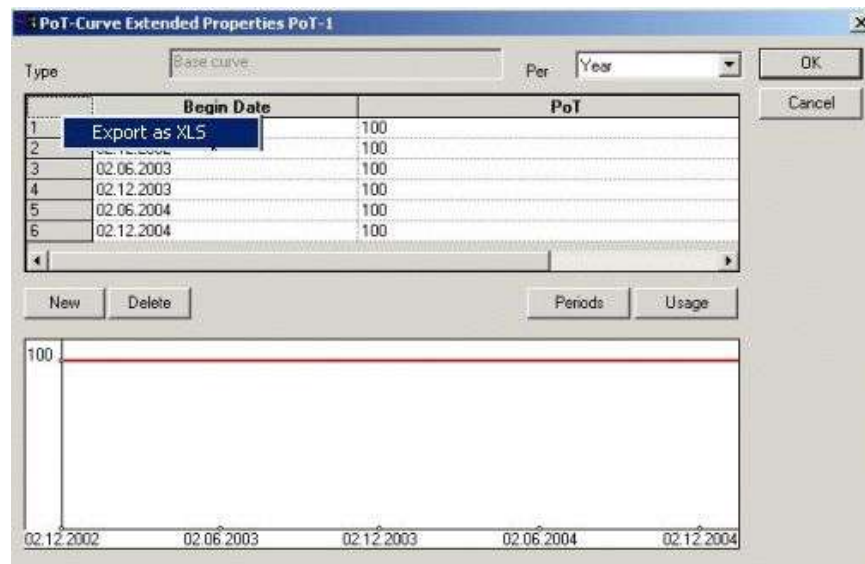 PoT-Curve Extended Properties PoT-1
Type Base curve Per Year OK
Cancel
Begin Date PoT
1 Export as XLS 100
2 02.12.2002 100
3 02.06.2003 100
4 02.12.2003 100
5 02.06.2004 100
6 02.12.2004 100
New Delete Periods Usage
100
02.12.2002 02.06.2003 02.12.2003 02.06.2004 02.12.2004